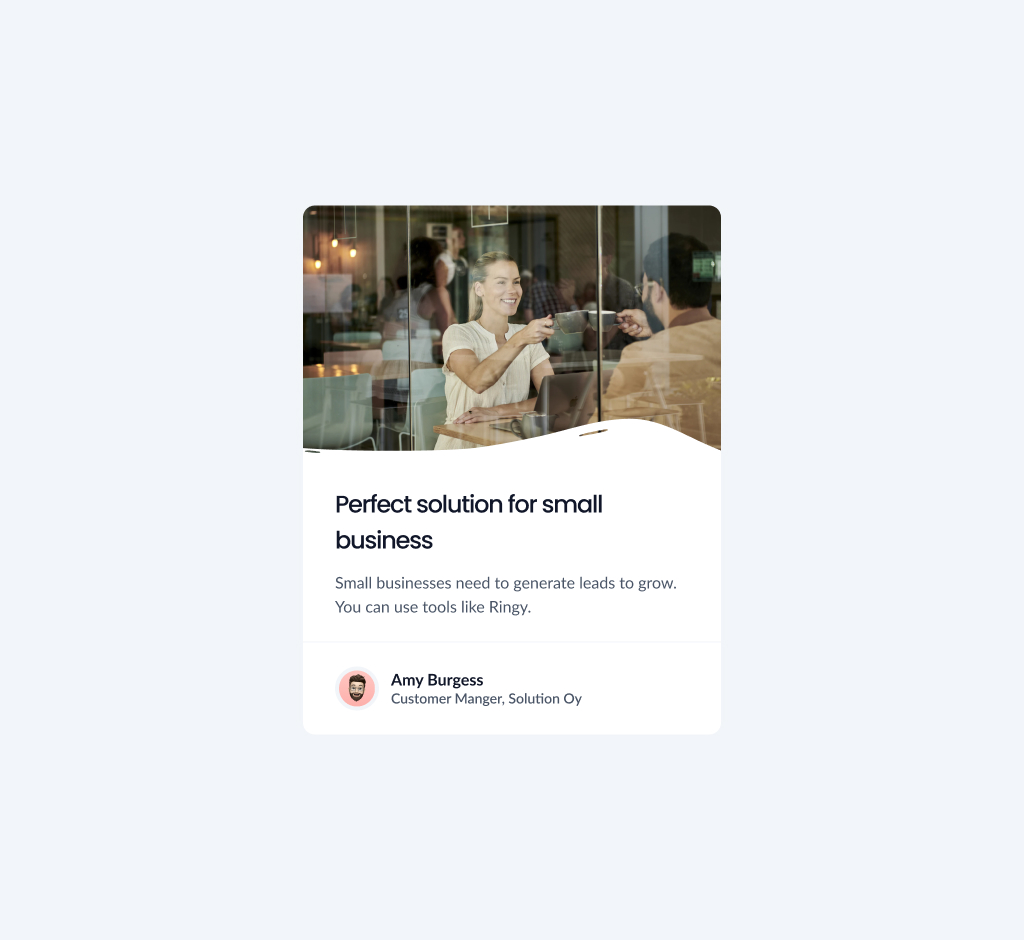 Perfect solution for small
business
Small businesses need to generate leads to grow.
You can use tools like Ringy.
Amy Burgess
Customer Manger, Solution Oy